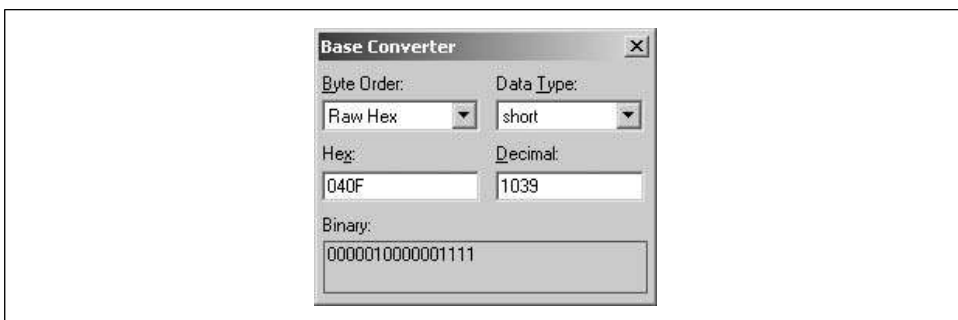 Base Converter
Byte Order: Data Type:
Raw Hex short
Hex: Decimal:
040F 1039
Binary:
0000010000001111